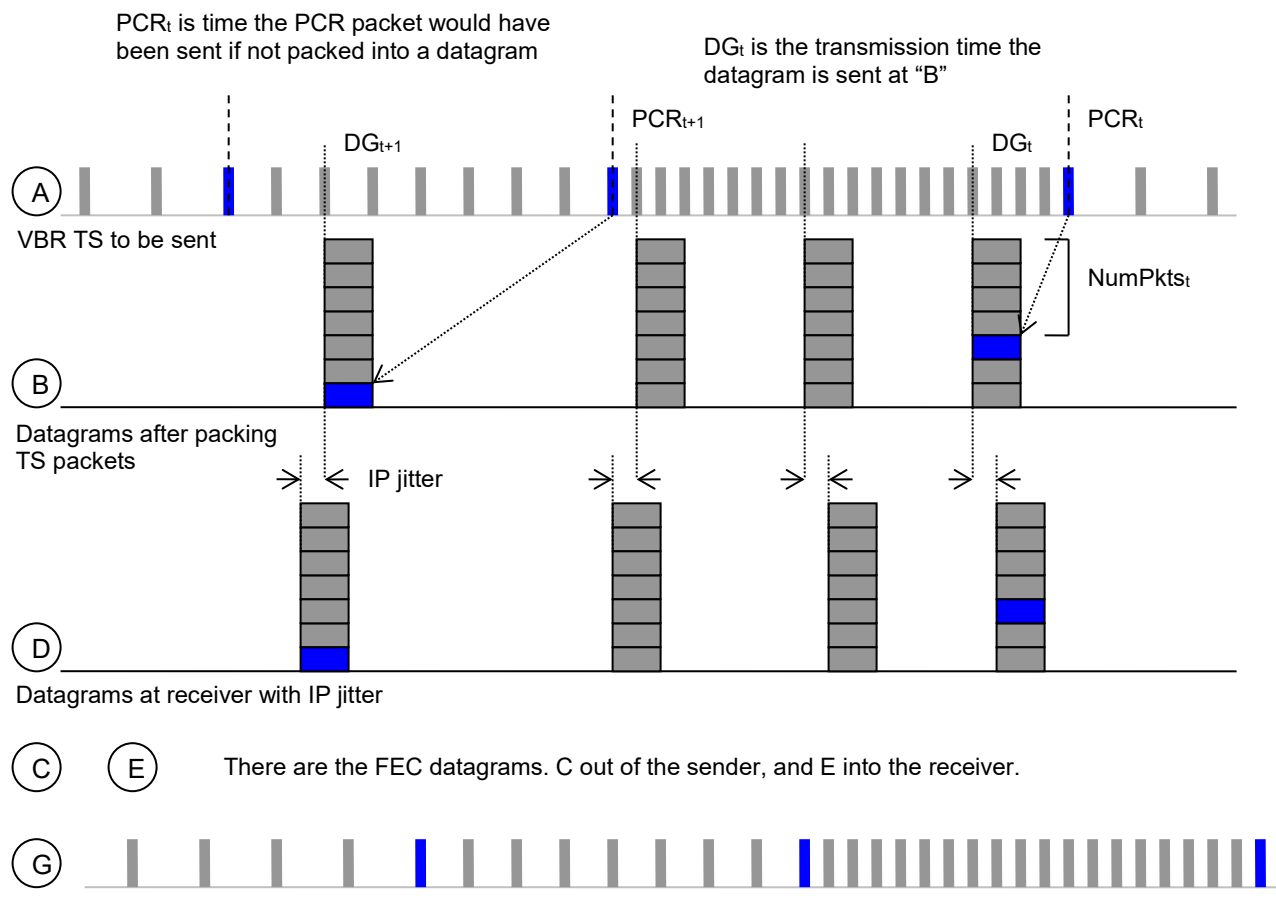 PCRt is time the PCR packet would have
been sent if not packed into a datagram
DGt is the transmission time the
datagram is sent at “B”
PCRt+1
PCRt
DGt+1
DGt
A
VBR TS to be sent
NumPktst
B
Datagrams after packing
TS packets
IP jitter
D
Datagrams at receiver with IP jitter
C
E
There are the FEC datagrams. C out of the sender, and E into the receiver.
G